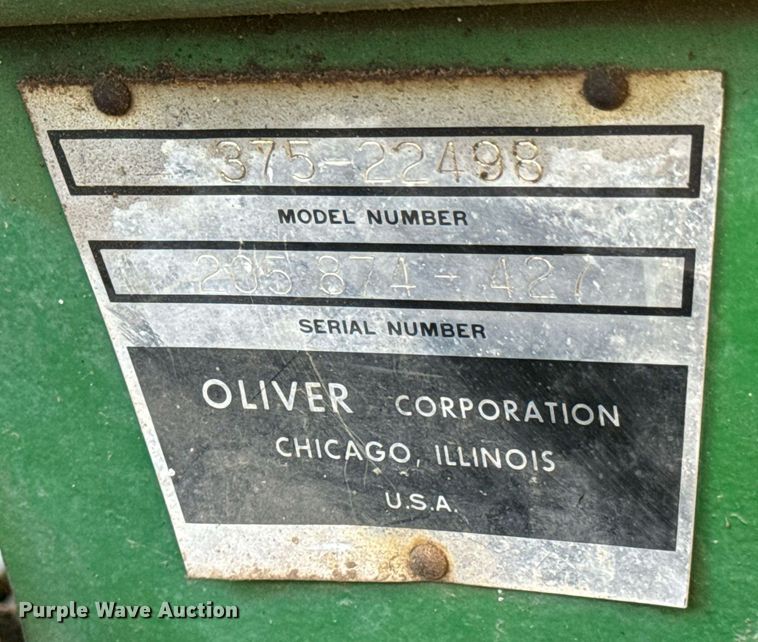 375-22498
MODEL NUMBER
205 874-427
SERIAL NUMBER
OLIVER CORPORATION
CHICAGO, ILLINOIS
U.S.A.
Purple Wave Auction